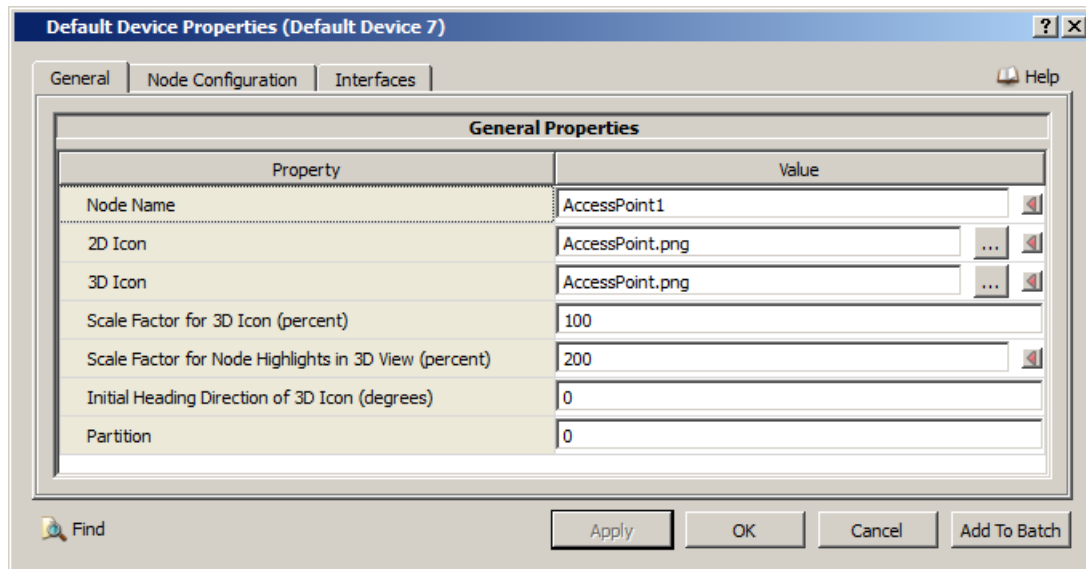 Default Device Properties (Default Device 7) ? X
General Node Configuration Interfaces Help
General Properties
Property Value
Node Name AccessPoint1
2D Icon AccessPoint.png ...
3D Icon AccessPoint.png ...
Scale Factor for 3D Icon (percent) 100
Scale Factor for Node Highlights in 3D View (percent) 200
Initial Heading Direction of 3D Icon (degrees) 0
Partition 0
Find Apply OK Cancel Add To Batch